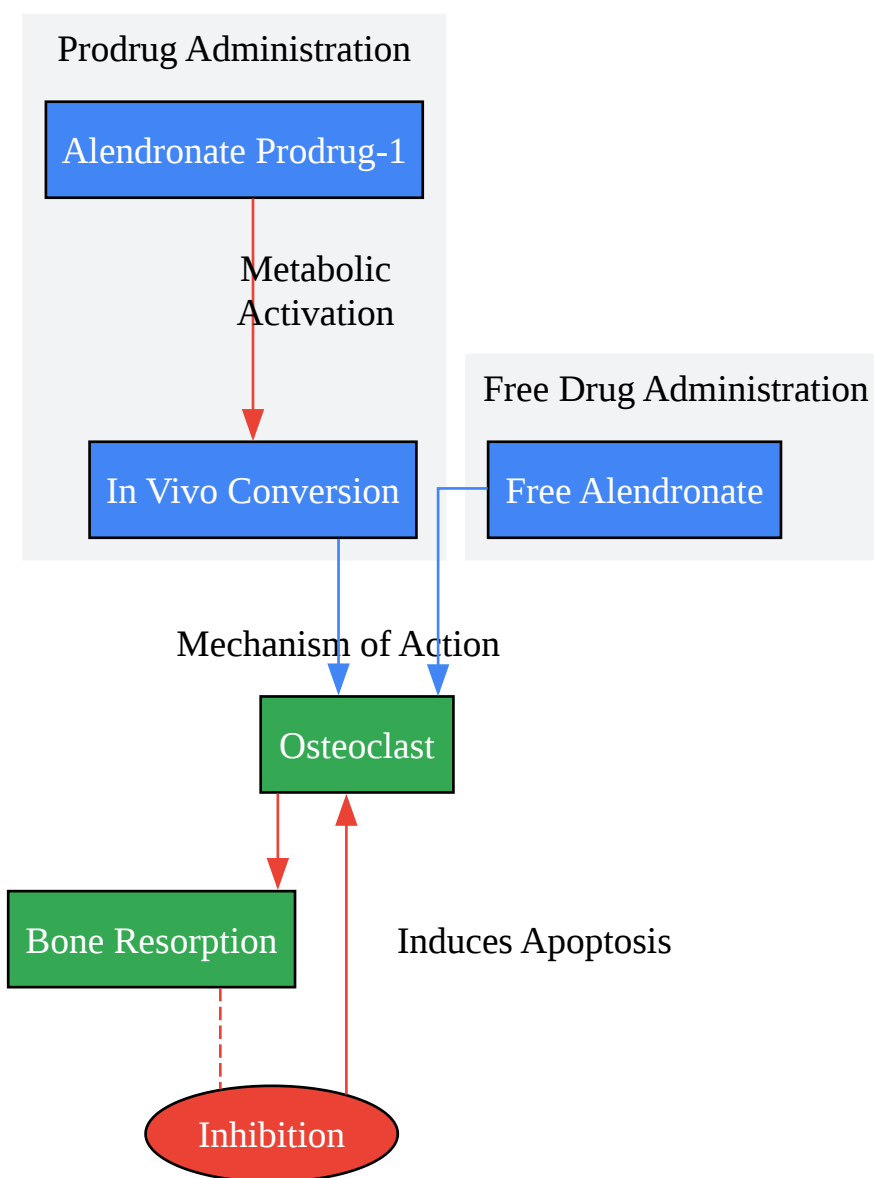 Prodrug Administration
Alendronate Prodrug-1
Metabolic
Activation
Free Drug Administration
In Vivo Conversion
Free Alendronate
Mechanism of Action
Osteoclast
Bone Resorption
Induces Apoptosis
Inhibition